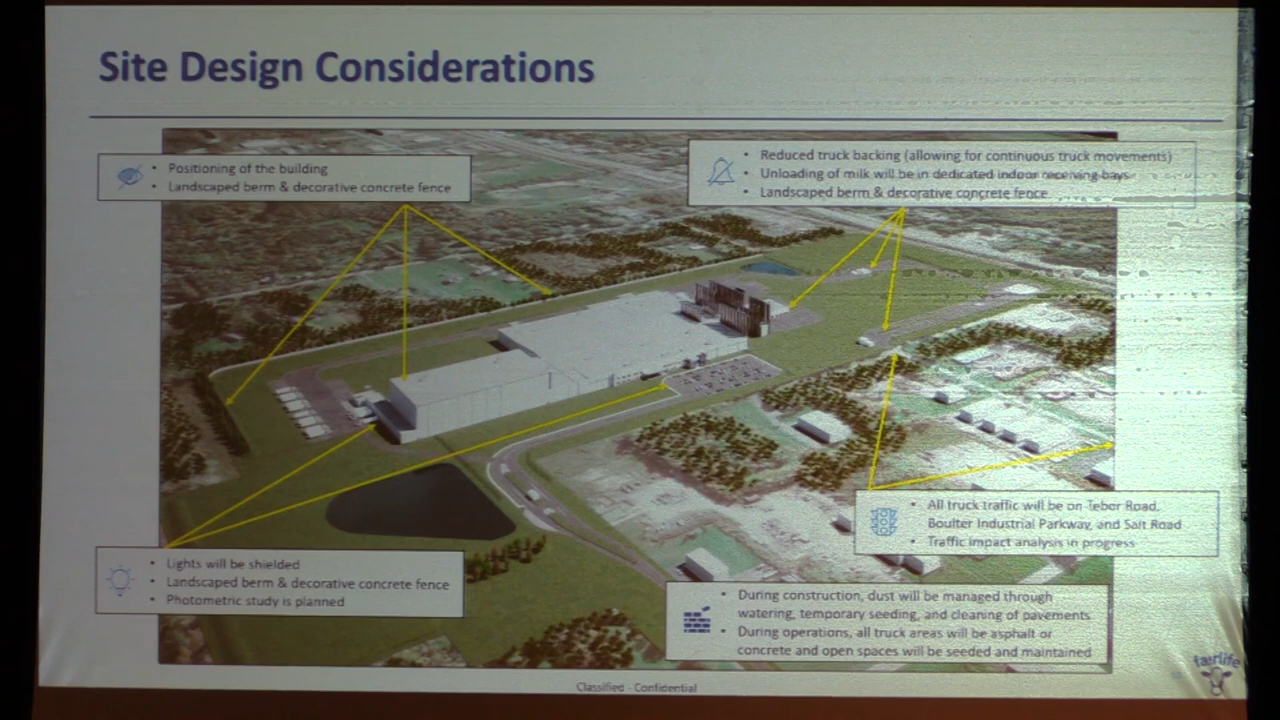 Site Design Considerations
• Positioning of the building
• Landscaped berm & decorative concrete fence
• Reduced truck backing (allowing for continuous truck movements)
• Unloading of milk will be in dedicated indoor receiving bays
• Landscaped berm & decorative concrete fence
• All truck traffic will be on Tebor Road,
Boulter Industrial Parkway, and Salt Road
• Traffic impact analysis in progress
• Lights will be shielded
• Landscaped berm & decorative concrete fence
• Photometric study is planned
• During construction, dust will be managed through
watering, temporary seeding, and cleaning of pavements
• During operations, all truck areas will be asphalt or
concrete and open spaces will be seeded and maintained
Classified - Confidential
fairlife